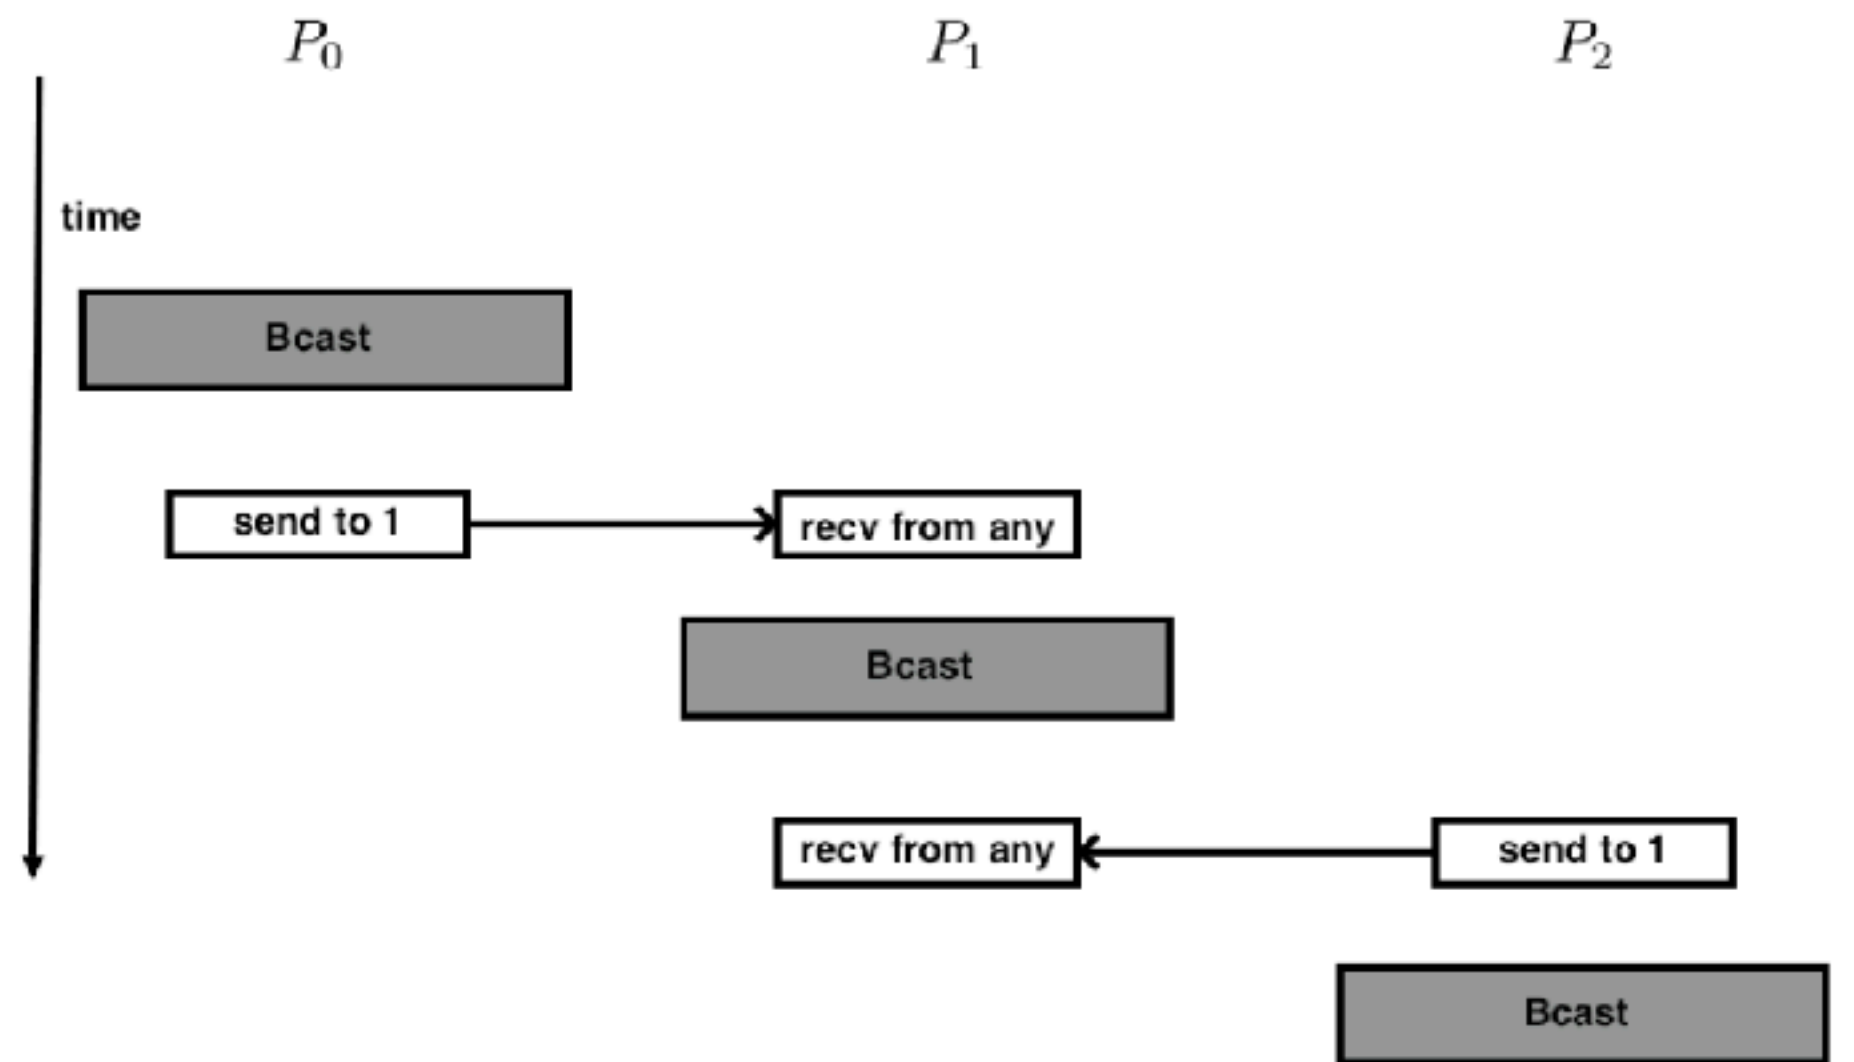 P0 P1 P2
time
Bcast
send to 1 recv from any
Bcast
recv from any send to 1
Bcast